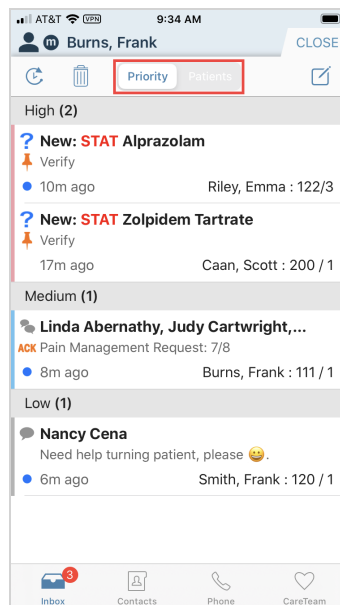 AT&T VPN 9:34 AM
m Burns, Frank CLOSE
Priority Patients
High (2)
? New: STAT Alprazolam
Verify
10m ago Riley, Emma : 122/3
? New: STAT Zolpidem Tartrate
Verify
17m ago Caan, Scott : 200 / 1
Medium (1)
Linda Abernathy, Judy Cartwright,...
ACK Pain Management Request: 7/8
8m ago Burns, Frank : 111 / 1
Low (1)
Nancy Cena
Need help turning patient, please 😀.
6m ago Smith, Frank : 120 / 1
3
Inbox Contacts Phone CareTeam